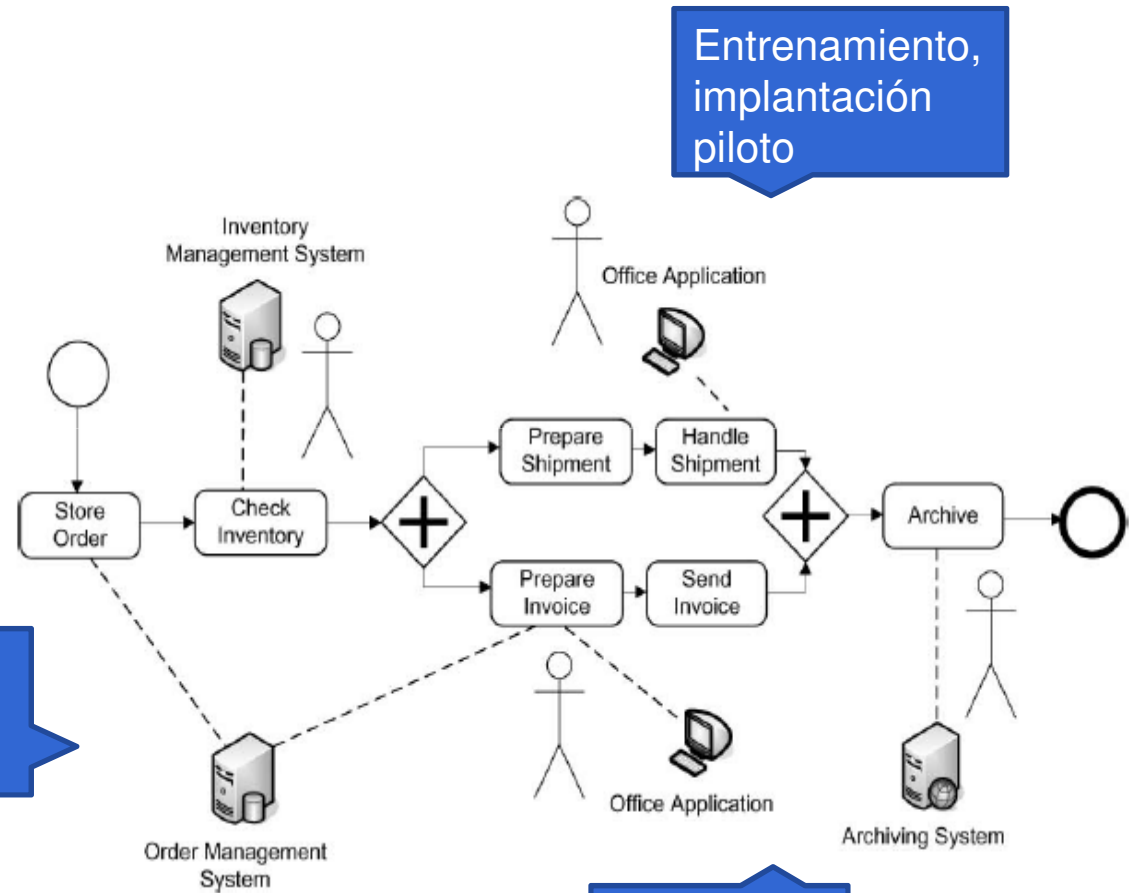 Entrenamiento,
implantación
piloto
Inventory
Management System
Office Application
Prepare
Shipment
Handle
Shipment
Store
Order
Check
Inventory
Archive
Prepare
Invoice
Send
Invoice
Office Application
Archiving System
Order Management
System